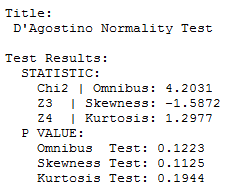 Title:
D'Agostino Normality Test
Test Results:
STATISTIC:
Chi2 | Omnibus: 4.2031
Z3 | Skewness: -1.5872
Z4 | Kurtosis: 1.2977
P VALUE:
Omnibus Test: 0.1223
Skewness Test: 0.1125
Kurtosis Test: 0.1944